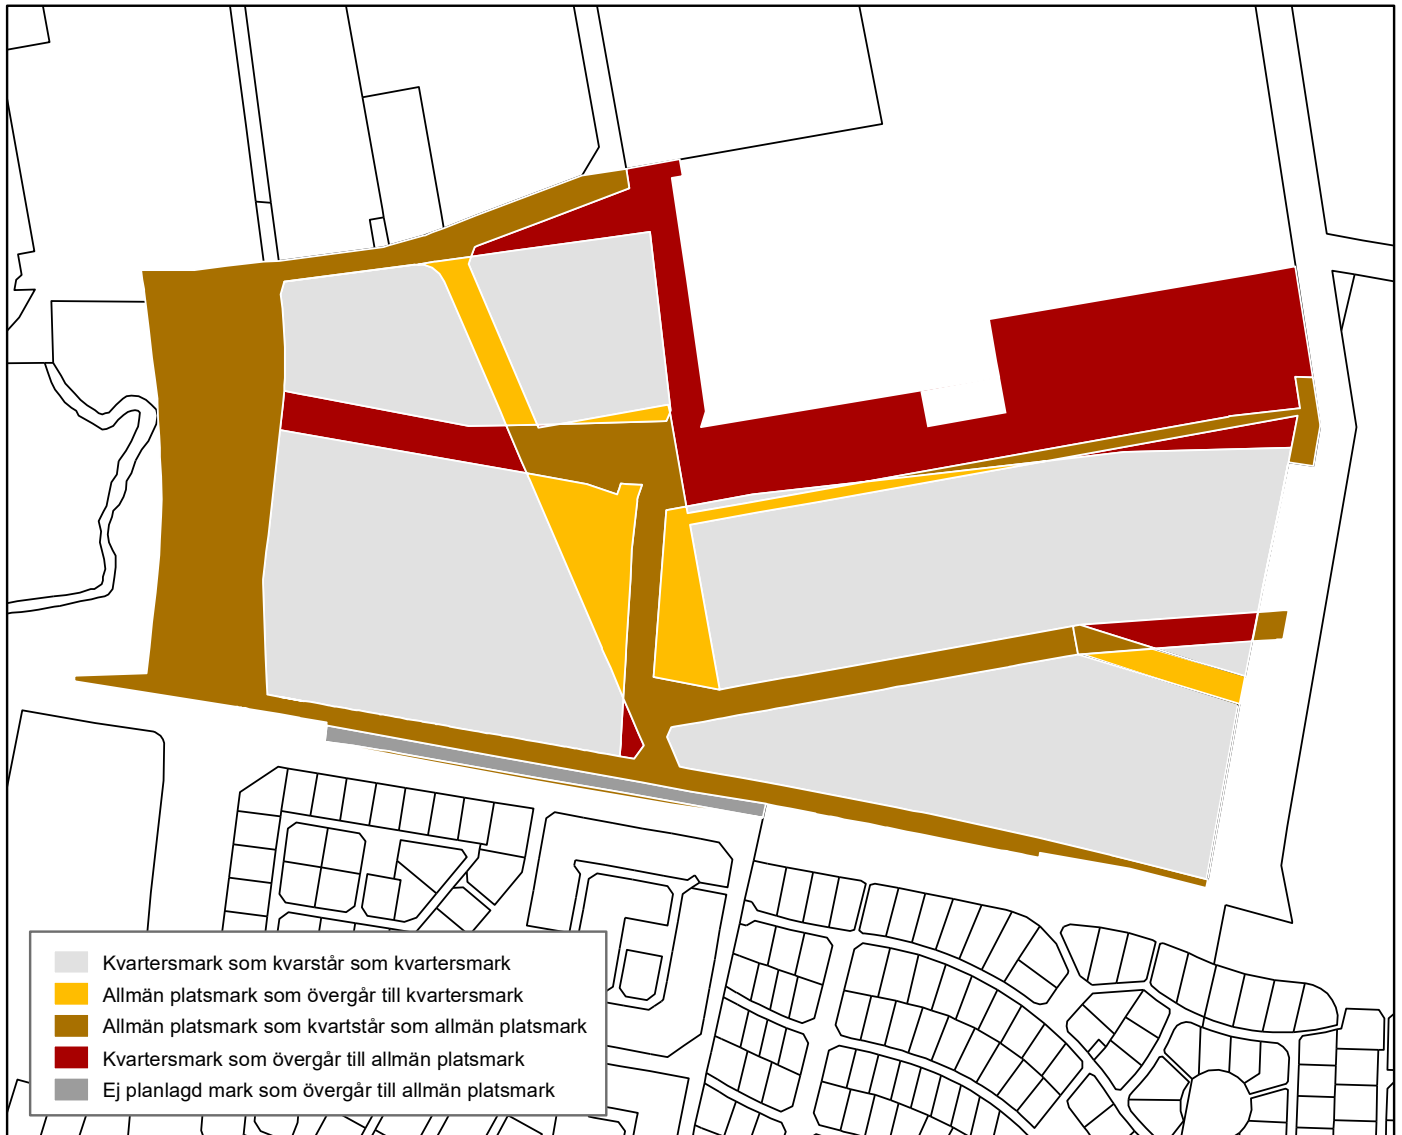 Kvartersmark som kvarstår som kvartersmark
Allmän platsmark som övergår till kvartersmark
Allmän platsmark som kvartstår som allmän platsmark
Kvartersmark som övergår till allmän platsmark
Ej planlagd mark som övergår till allmän platsmark